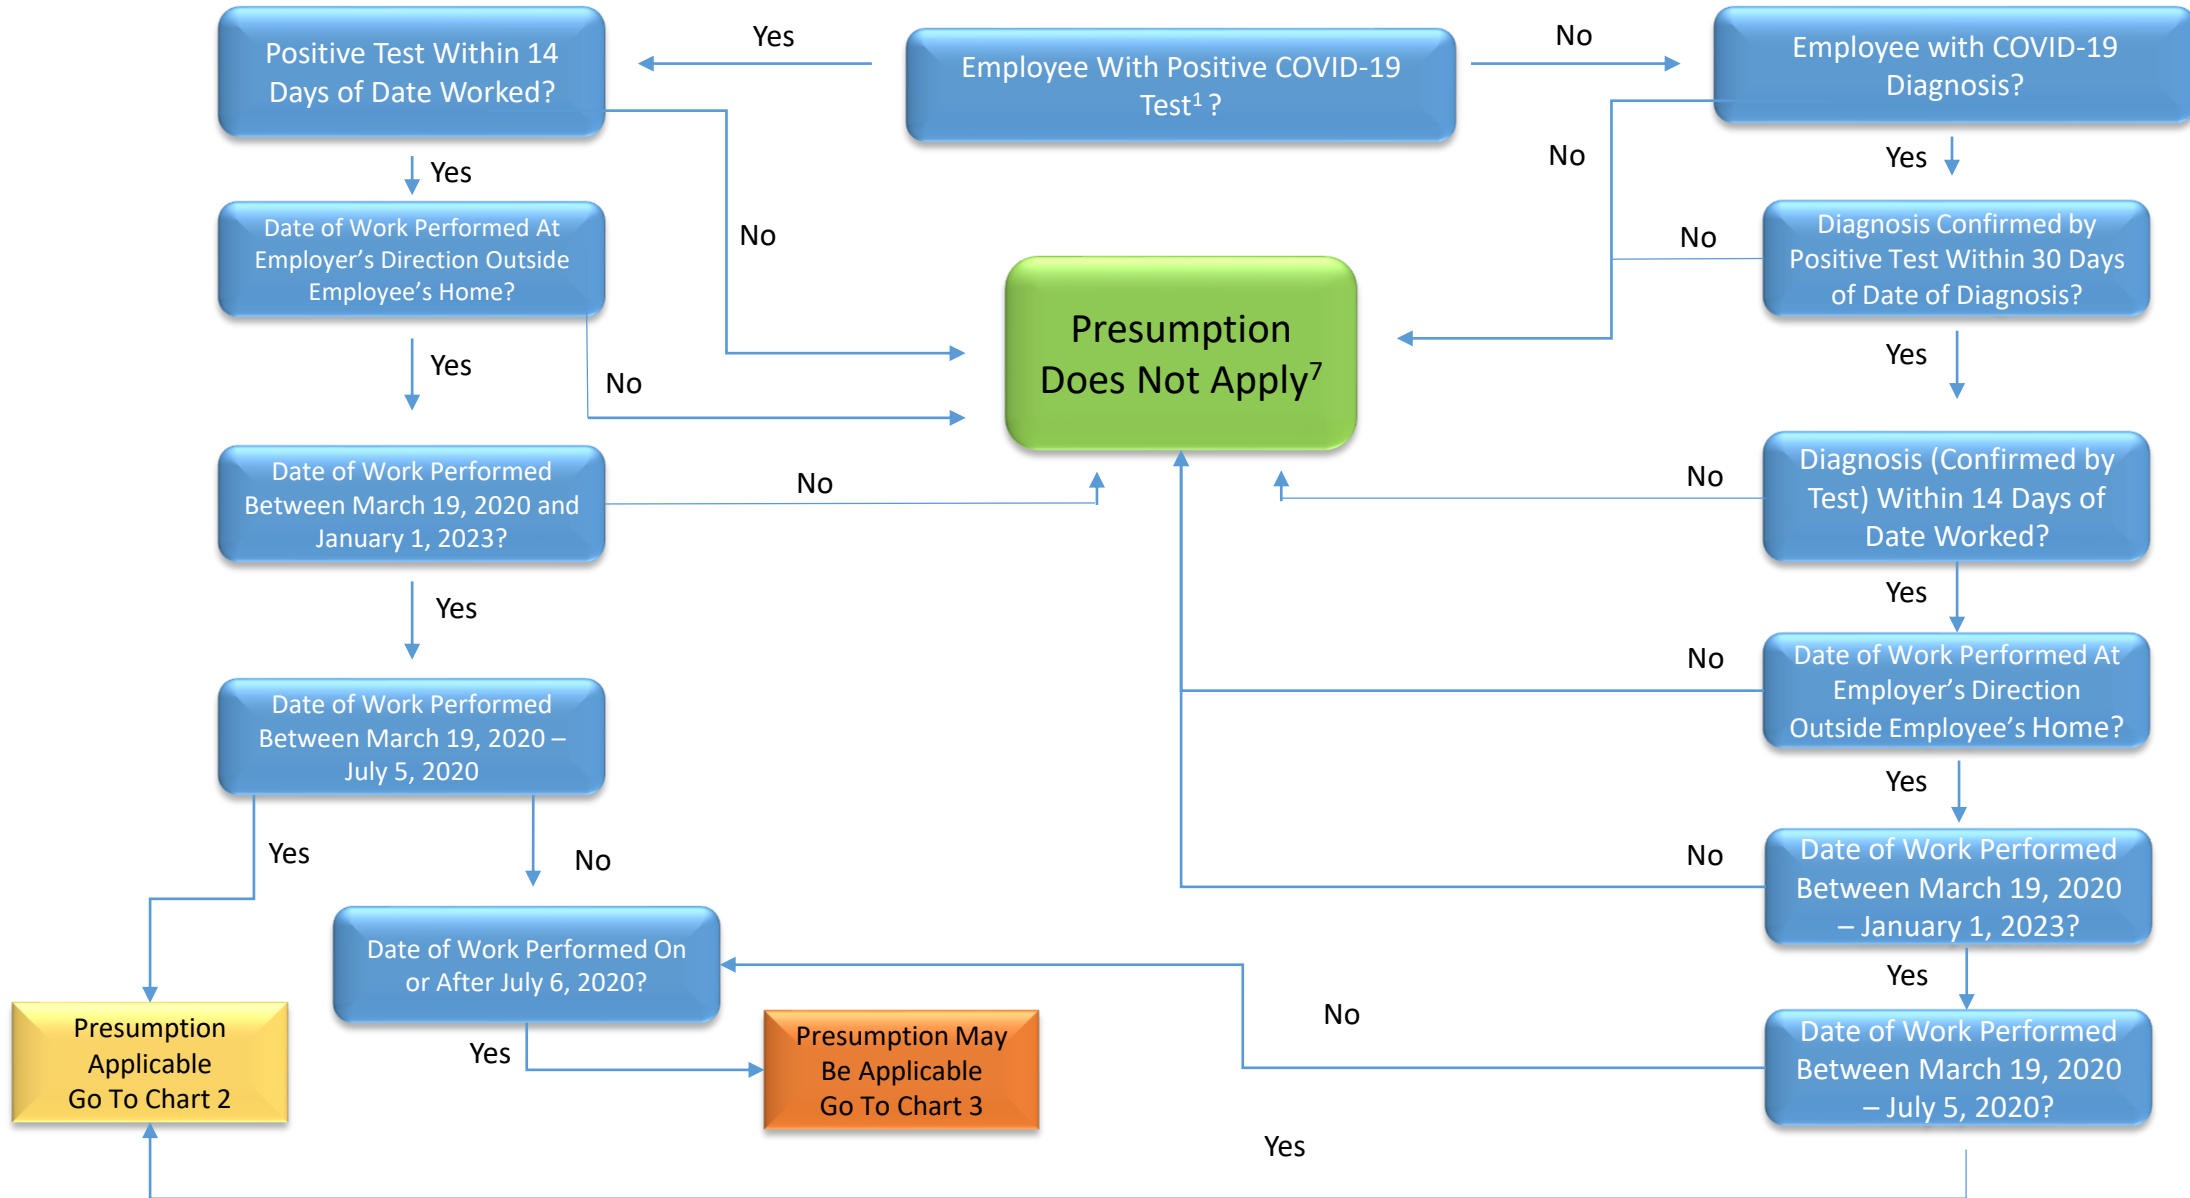 Positive Test Within 14
Days of Date Worked?
Yes
Employee With Positive COVID-19
Test1 ?
No
Employee with COVID-19
Diagnosis?
Yes
No
Yes
Date of Work Performed At
Employer’s Direction Outside
Employee’s Home?
No
Presumption
Does Not Apply7
No
Diagnosis Confirmed by
Positive Test Within 30 Days
of Date of Diagnosis?
Yes
No
Yes
Date of Work Performed
Between March 19, 2020 and
January 1, 2023?
No
No
Diagnosis (Confirmed by
Test) Within 14 Days of
Date Worked?
Yes
Yes
Date of Work Performed
Between March 19, 2020 –
July 5, 2020
No
Date of Work Performed At
Employer’s Direction
Outside Employee’s Home?
Yes
Yes
No
No
Date of Work Performed
Between March 19, 2020
– January 1, 2023?
Date of Work Performed On
or After July 6, 2020?
Yes
Presumption
Applicable
Go To Chart 2
Yes
Presumption May
Be Applicable
Go To Chart 3
No
Date of Work Performed
Between March 19, 2020
– July 5, 2020?
Yes